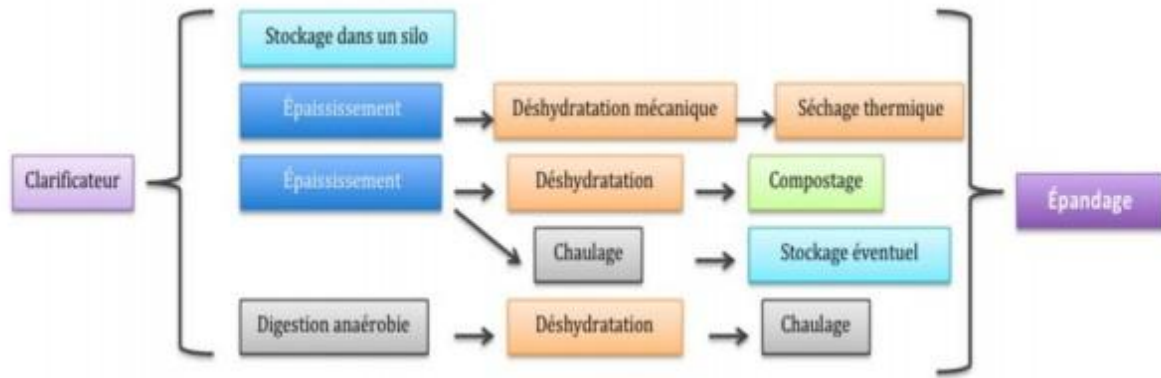 Stockage dans un silo
Épaississement
Déshydratation mécanique
Séchage thermique
Clarificateur
Épaississement
Déshydratation
Compostage
Épandage
Chaulage
Stockage éventuel
Digestion anaérobie
Déshydratation
Chaulage